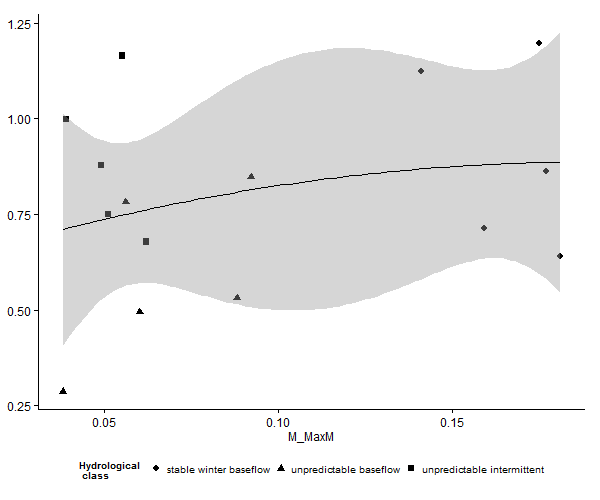 1.25
1.00
0.75
0.50
0.25
0.05 0.10 0.15
M_MaxM
Hydrological
class
stable winter baseflow unpredictable baseflow unpredictable intermittent